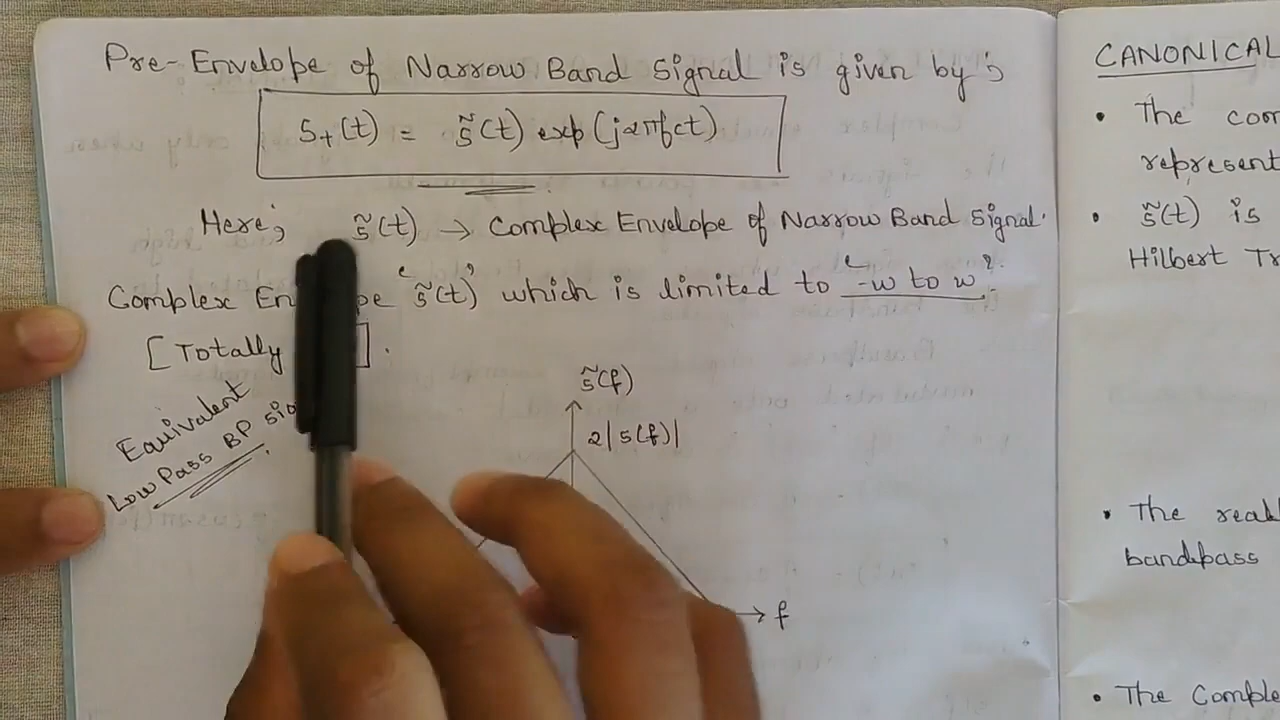 Pre-Envelope of Narrow Band Signal is given by;
S₊(t) = s̃(t) exp(j2πfct)
Here; s̃(t) → Complex Envelope of Narrow Band Signal.
Complex En pe 's̃(t)' which is limited to '-w to w'.
[Totally ].
Equivalent
Low Pass BP sig
s̃(f)
2|s(f)|
f
CANONICAL
• The com
represent
• s̃(t) is
Hilbert Tr
• The real
bandpass
• The Comple